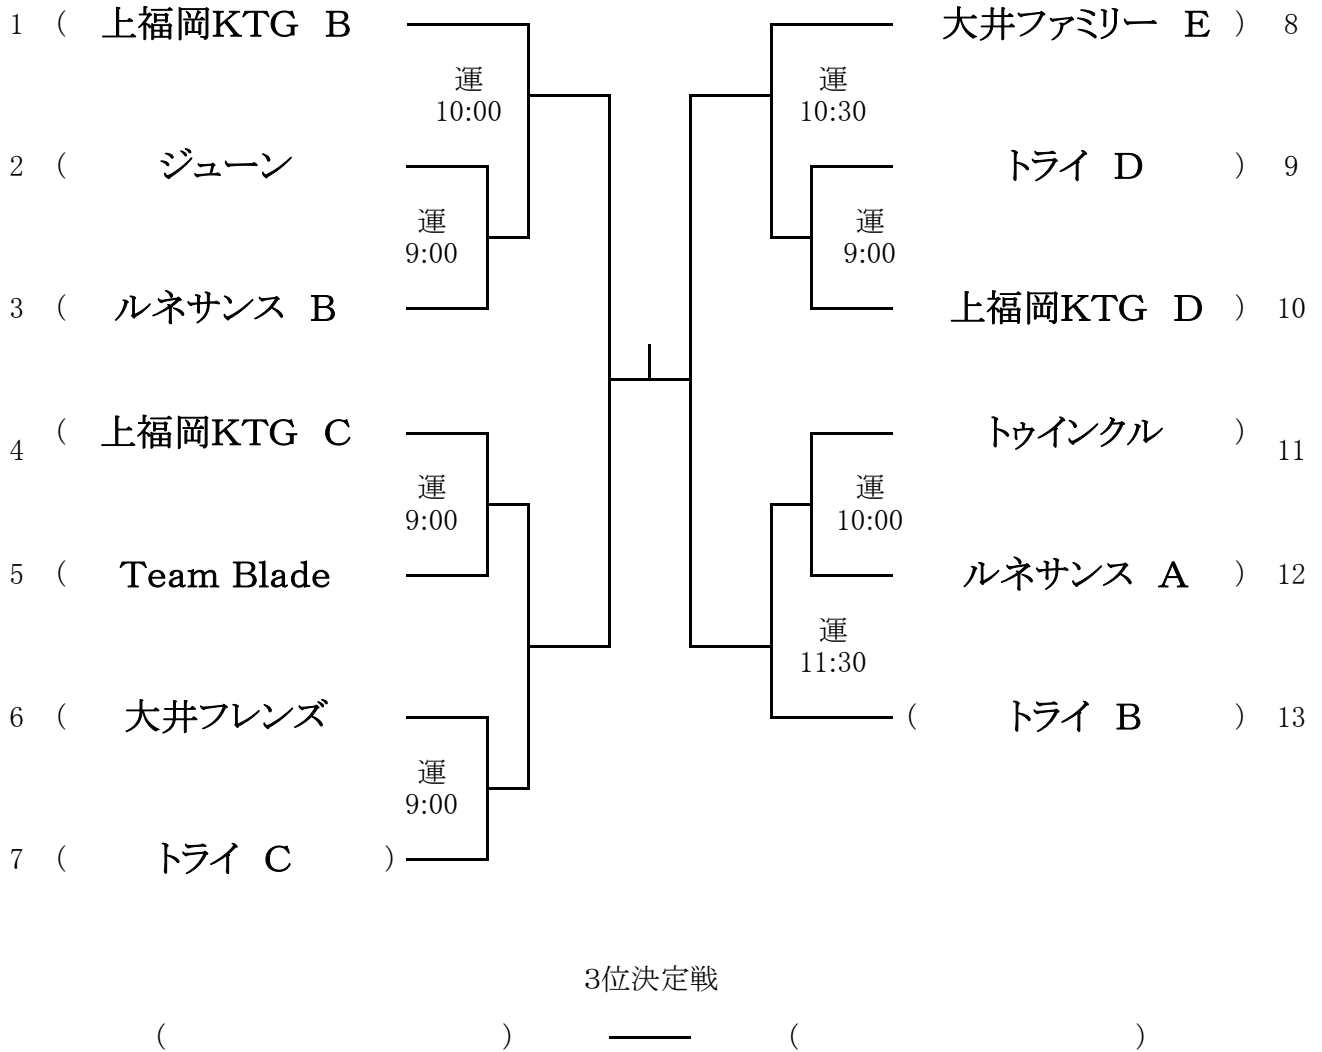 1 ( 上福岡KTG B
大井ファミリー E ) 8
運
10:00
運
10:30
2 ( ジューン
トライ D ) 9
運
9:00
運
9:00
3 ( ルネサンス B
上福岡KTG D ) 10
4 ( 上福岡KTG C
トゥインクル ) 11
運
9:00
運
10:00
5 ( Team Blade
ルネサンス A ) 12
運
11:30
6 ( 大井フレンズ
( トライ B ) 13
運
9:00
7 ( トライ C )
3位決定戦
( ) ( )